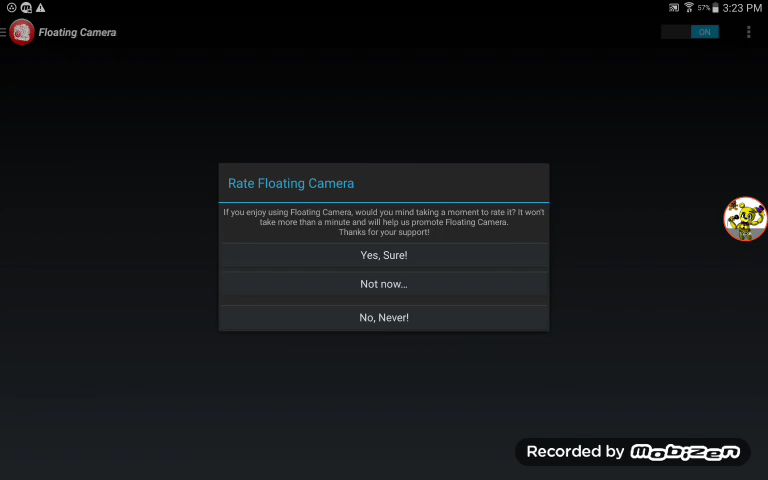 57% 3:23 PM
Floating Camera
ON
Rate Floating Camera
If you enjoy using Floating Camera, would you mind taking a moment to rate it? It won't
take more than a minute and will help us promote Floating Camera.
Thanks for your support!
Yes, Sure!
Not now...
No, Never!
Recorded by mobizen